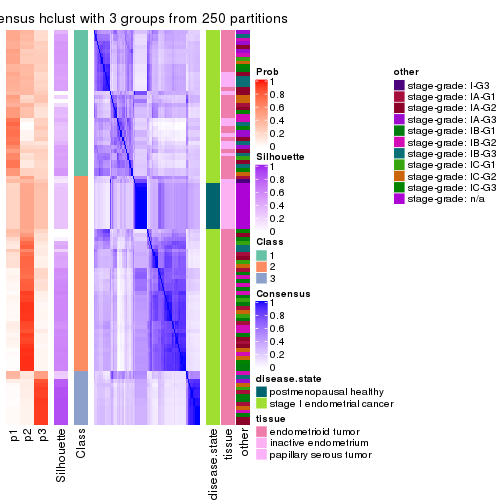 ensus hclust with 3 groups from 250 partitions
Prob
1
0.8
0.6
0.4
0.2
0
Silhouette
1
0.8
0.6
0.4
0.2
0
Class
1
2
3
Consensus
1
0.8
0.6
0.4
0.2
0
disease.state
postmenopausal healthy
stage I endometrial cancer
tissue
endometrioid tumor
inactive endometrium
papillary serous tumor
other
stage-grade: I-G3
stage-grade: IA-G1
stage-grade: IA-G2
stage-grade: IA-G3
stage-grade: IB-G1
stage-grade: IB-G2
stage-grade: IB-G3
stage-grade: IC-G1
stage-grade: IC-G2
stage-grade: IC-G3
stage-grade: n/a
p1
p2
p3
Silhouette
Class
disease.state
tissue
other